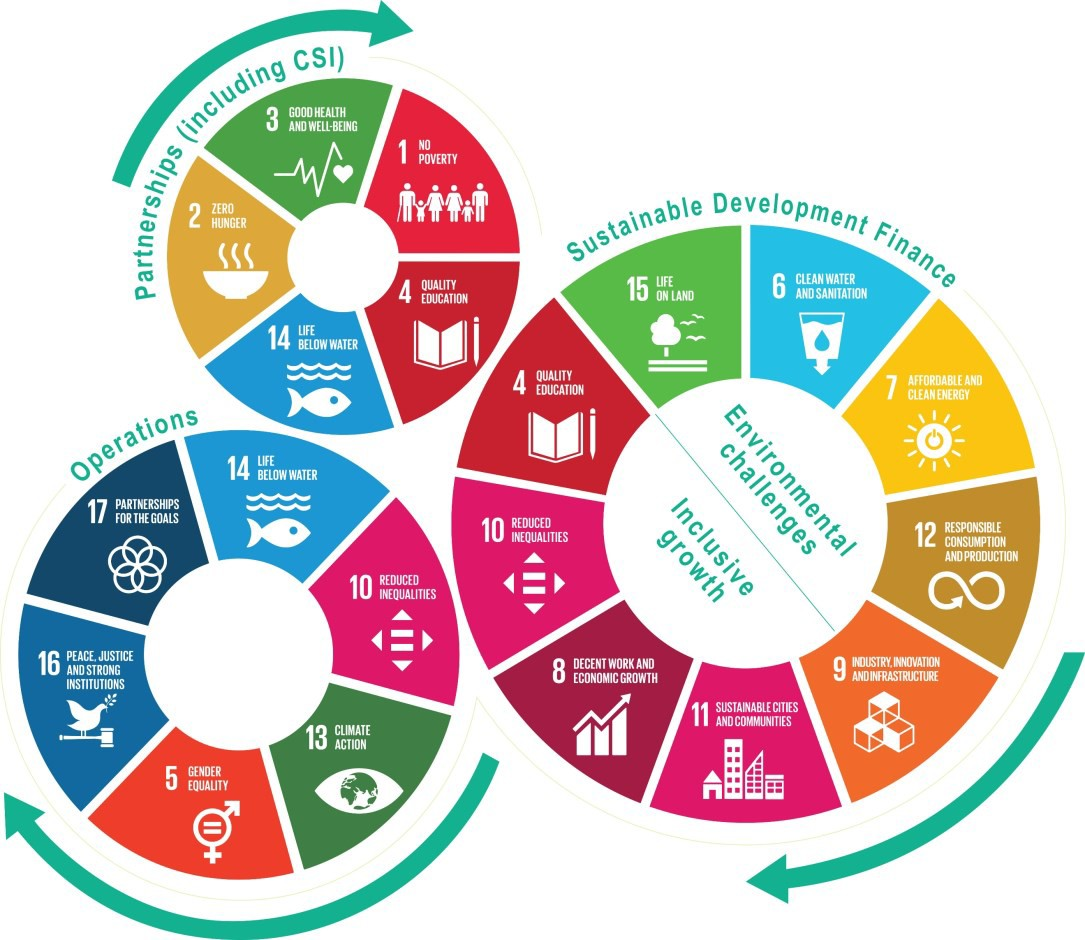 Partnerships (including CSI)
3 GOOD HEALTH
AND WELL-BEING
1 NO
POVERTY
2 ZERO
HUNGER
4 QUALITY
EDUCATION
14 LIFE
BELOW WATER
Sustainable Development Finance
15 LIFE
ON LAND
6 CLEAN WATER
AND SANITATION
4 QUALITY
EDUCATION
7 AFFORDABLE AND
CLEAN ENERGY
Environmental
challenges
Inclusive
growth
10 REDUCED
INEQUALITIES
12 RESPONSIBLE
CONSUMPTION
AND PRODUCTION
8 DECENT WORK AND
ECONOMIC GROWTH
11 SUSTAINABLE CITIES
AND COMMUNITIES
9 INDUSTRY, INNOVATION
AND INFRASTRUCTURE
Operations
17 PARTNERSHIPS
FOR THE GOALS
14 LIFE
BELOW WATER
10 REDUCED
INEQUALITIES
16 PEACE, JUSTICE
AND STRONG
INSTITUTIONS
13 CLIMATE
ACTION
5 GENDER
EQUALITY